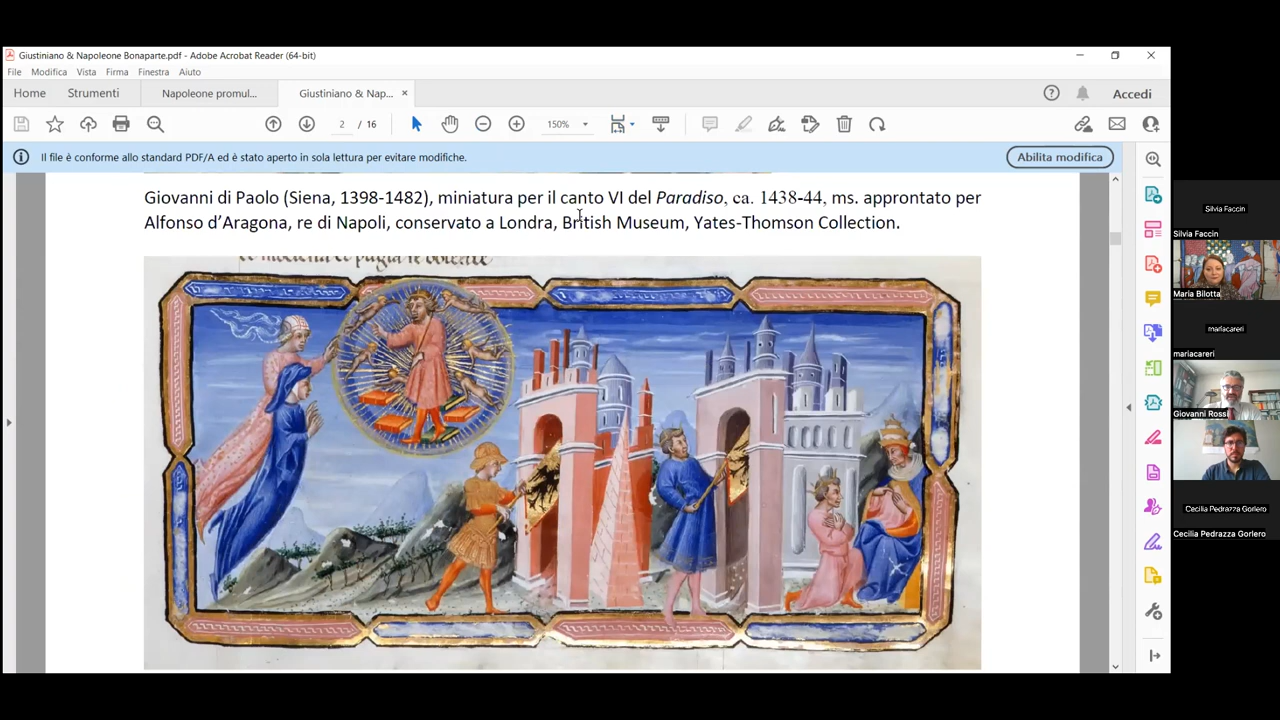 Giustiniano & Napoleone Bonaparte.pdf - Adobe Acrobat Reader (64-bit)
File Modifica Vista Firma Finestra Aiuto
Home Strumenti Napoleone promul... Giustiniano & Nap... ×
Accedi
2 / 16
150%
Il file è conforme allo standard PDF/A ed è stato aperto in sola lettura per evitare modifiche.
Abilita modifica
Giovanni di Paolo (Siena, 1398-1482), miniatura per il canto VI del Paradiso, ca. 1438-44, ms. approntato per
Alfonso d'Aragona, re di Napoli, conservato a Londra, British Museum, Yates-Thomson Collection.
Silvia Faccin
Silvia Faccin
Maria Bilotta
mariacareri
mariacareri
Giovanni Rossi
Cecilia Pedrazza Gorlero
Cecilia Pedrazza Gorlero